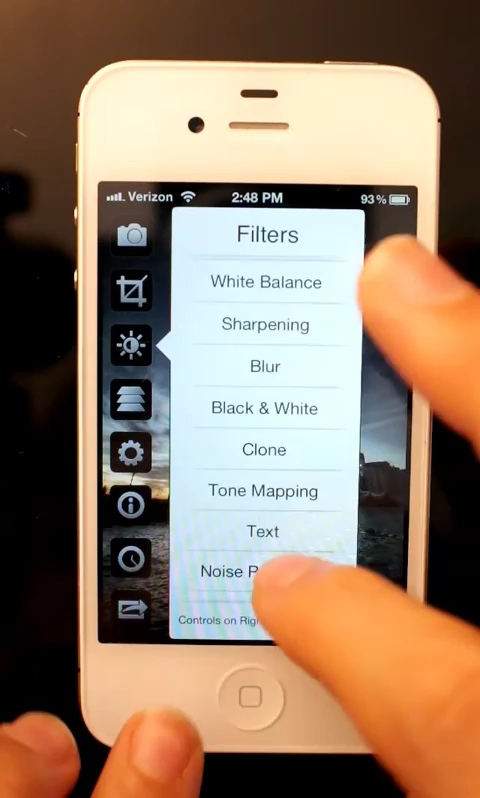 Verizon 2:48 PM 93%
Filters
White Balance
Sharpening
Blur
Black & White
Clone
Tone Mapping
Text
Noise
Controls on